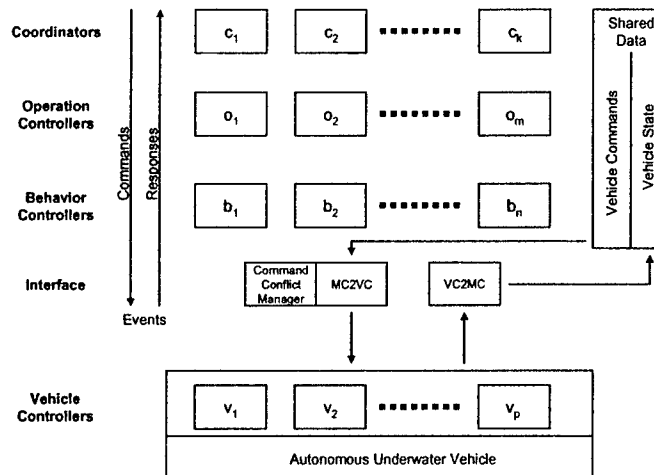 Coordinators
c1
c2
ck
Shared
Data
Operation
Controllers
o1
o2
om
Commands
Responses
Vehicle Commands
Vehicle State
Behavior
Controllers
b1
b2
bn
Interface
Command
Conflict
Manager
MC2VC
VC2MC
Events
Vehicle
Controllers
v1
v2
vp
Autonomous Underwater Vehicle